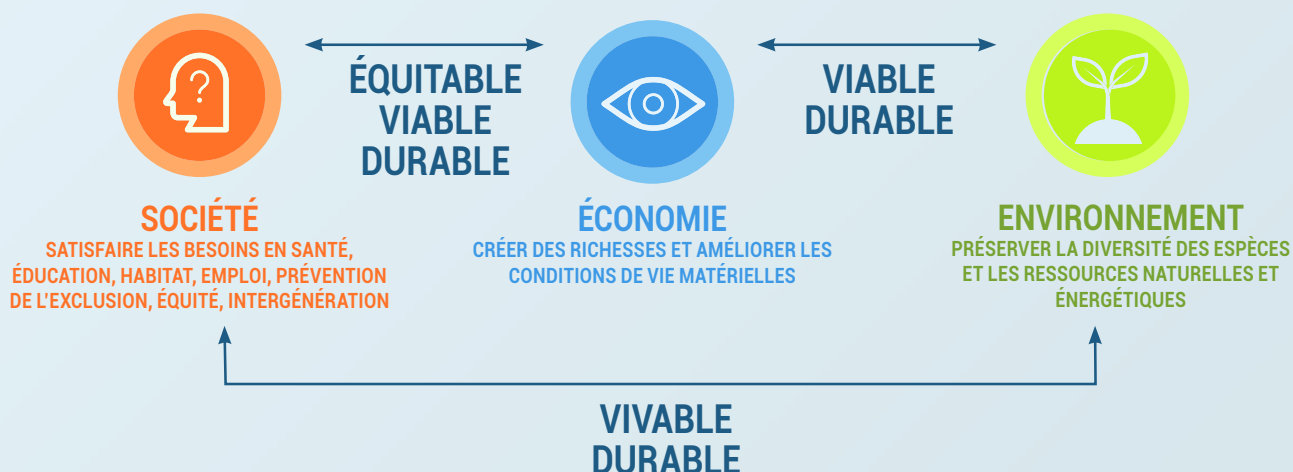 ÉQUITABLE
VIABLE
DURABLE
VIABLE
DURABLE
SOCIÉTÉ
SATISFAIRE LES BESOINS EN SANTÉ,
ÉDUCATION, HABITAT, EMPLOI, PRÉVENTION
DE L’EXCLUSION, ÉQUITÉ, INTERGÉNÉRATION
ÉCONOMIE
CRÉER DES RICHESSES ET AMÉLIORER LES
CONDITIONS DE VIE MATÉRIELLES
ENVIRONNEMENT
PRÉSERVER LA DIVERSITÉ DES ESPÈCES
ET LES RESSOURCES NATURELLES ET
ÉNERGÉTIQUES
VIVABLE
DURABLE